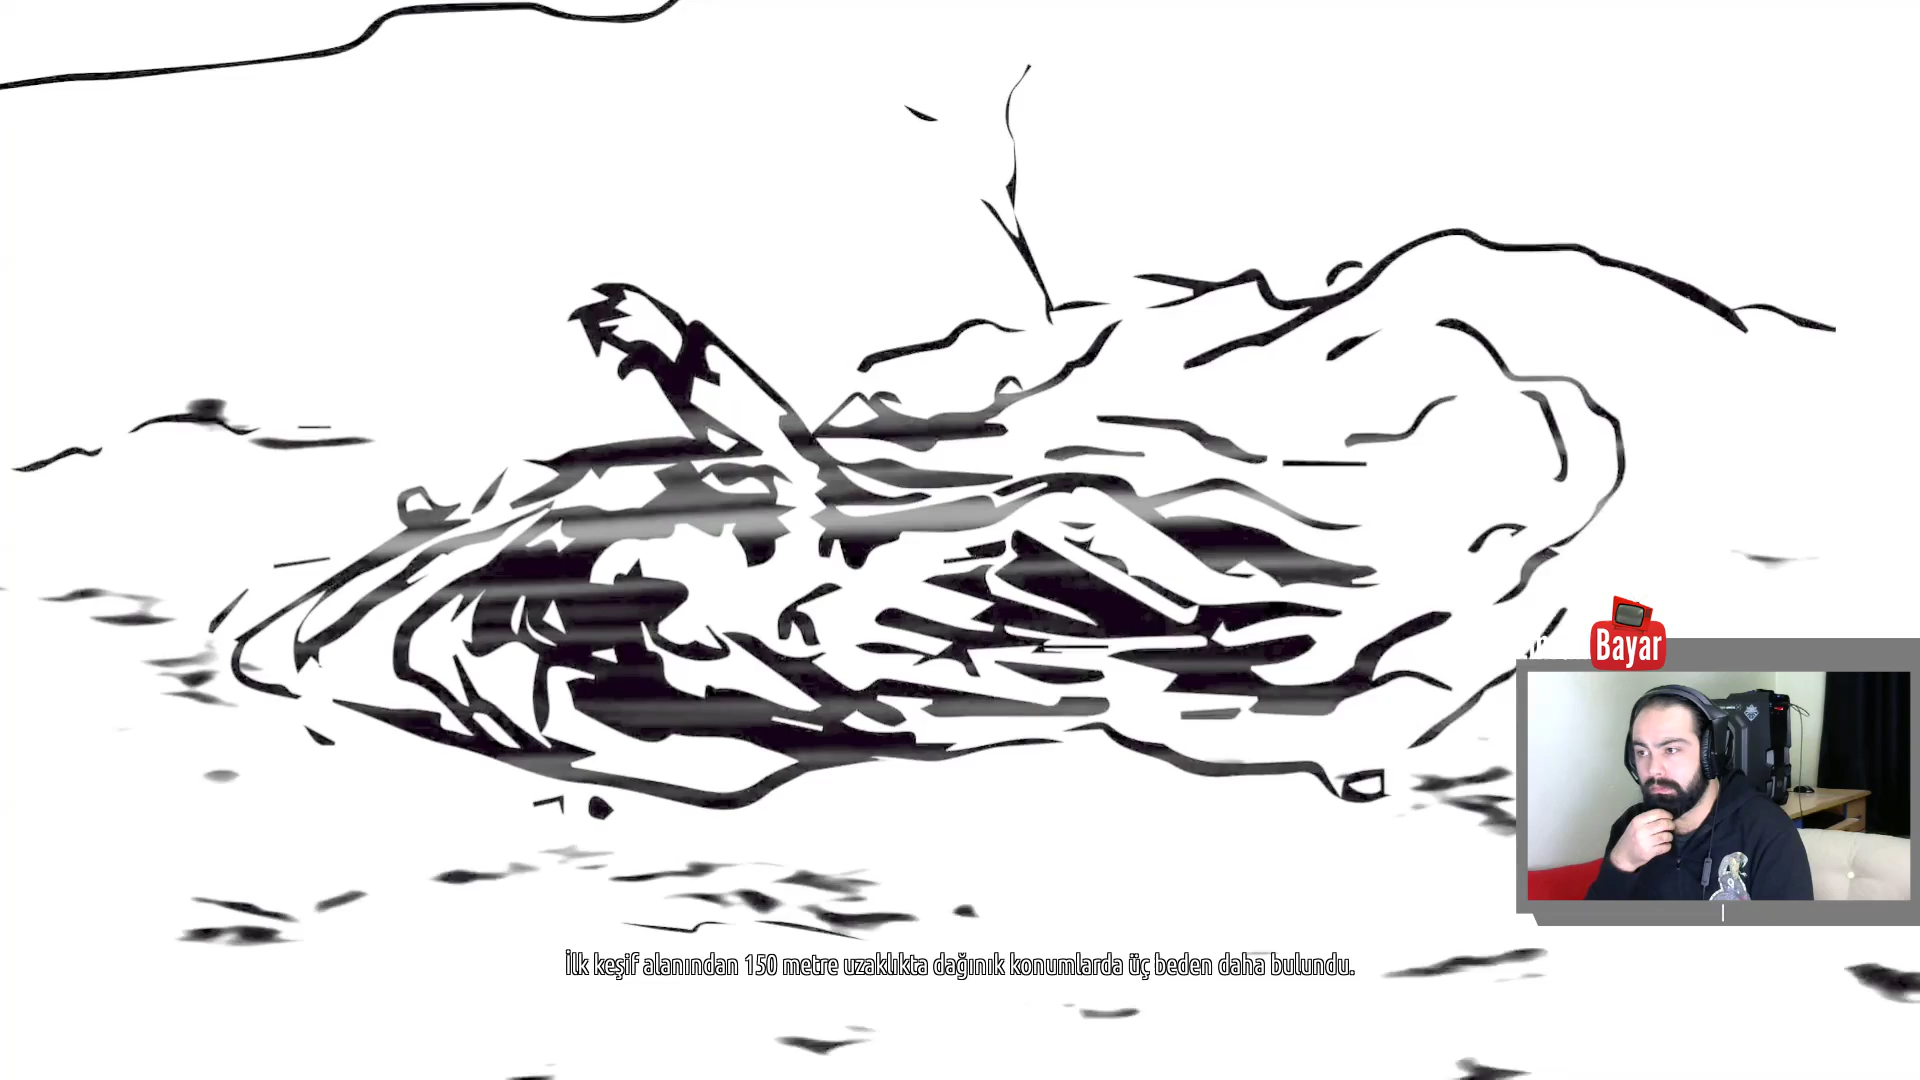 Bayar
İlk keşif alanından 150 metre uzaklıkta dağınık konumlarda üç beden daha bulundu.